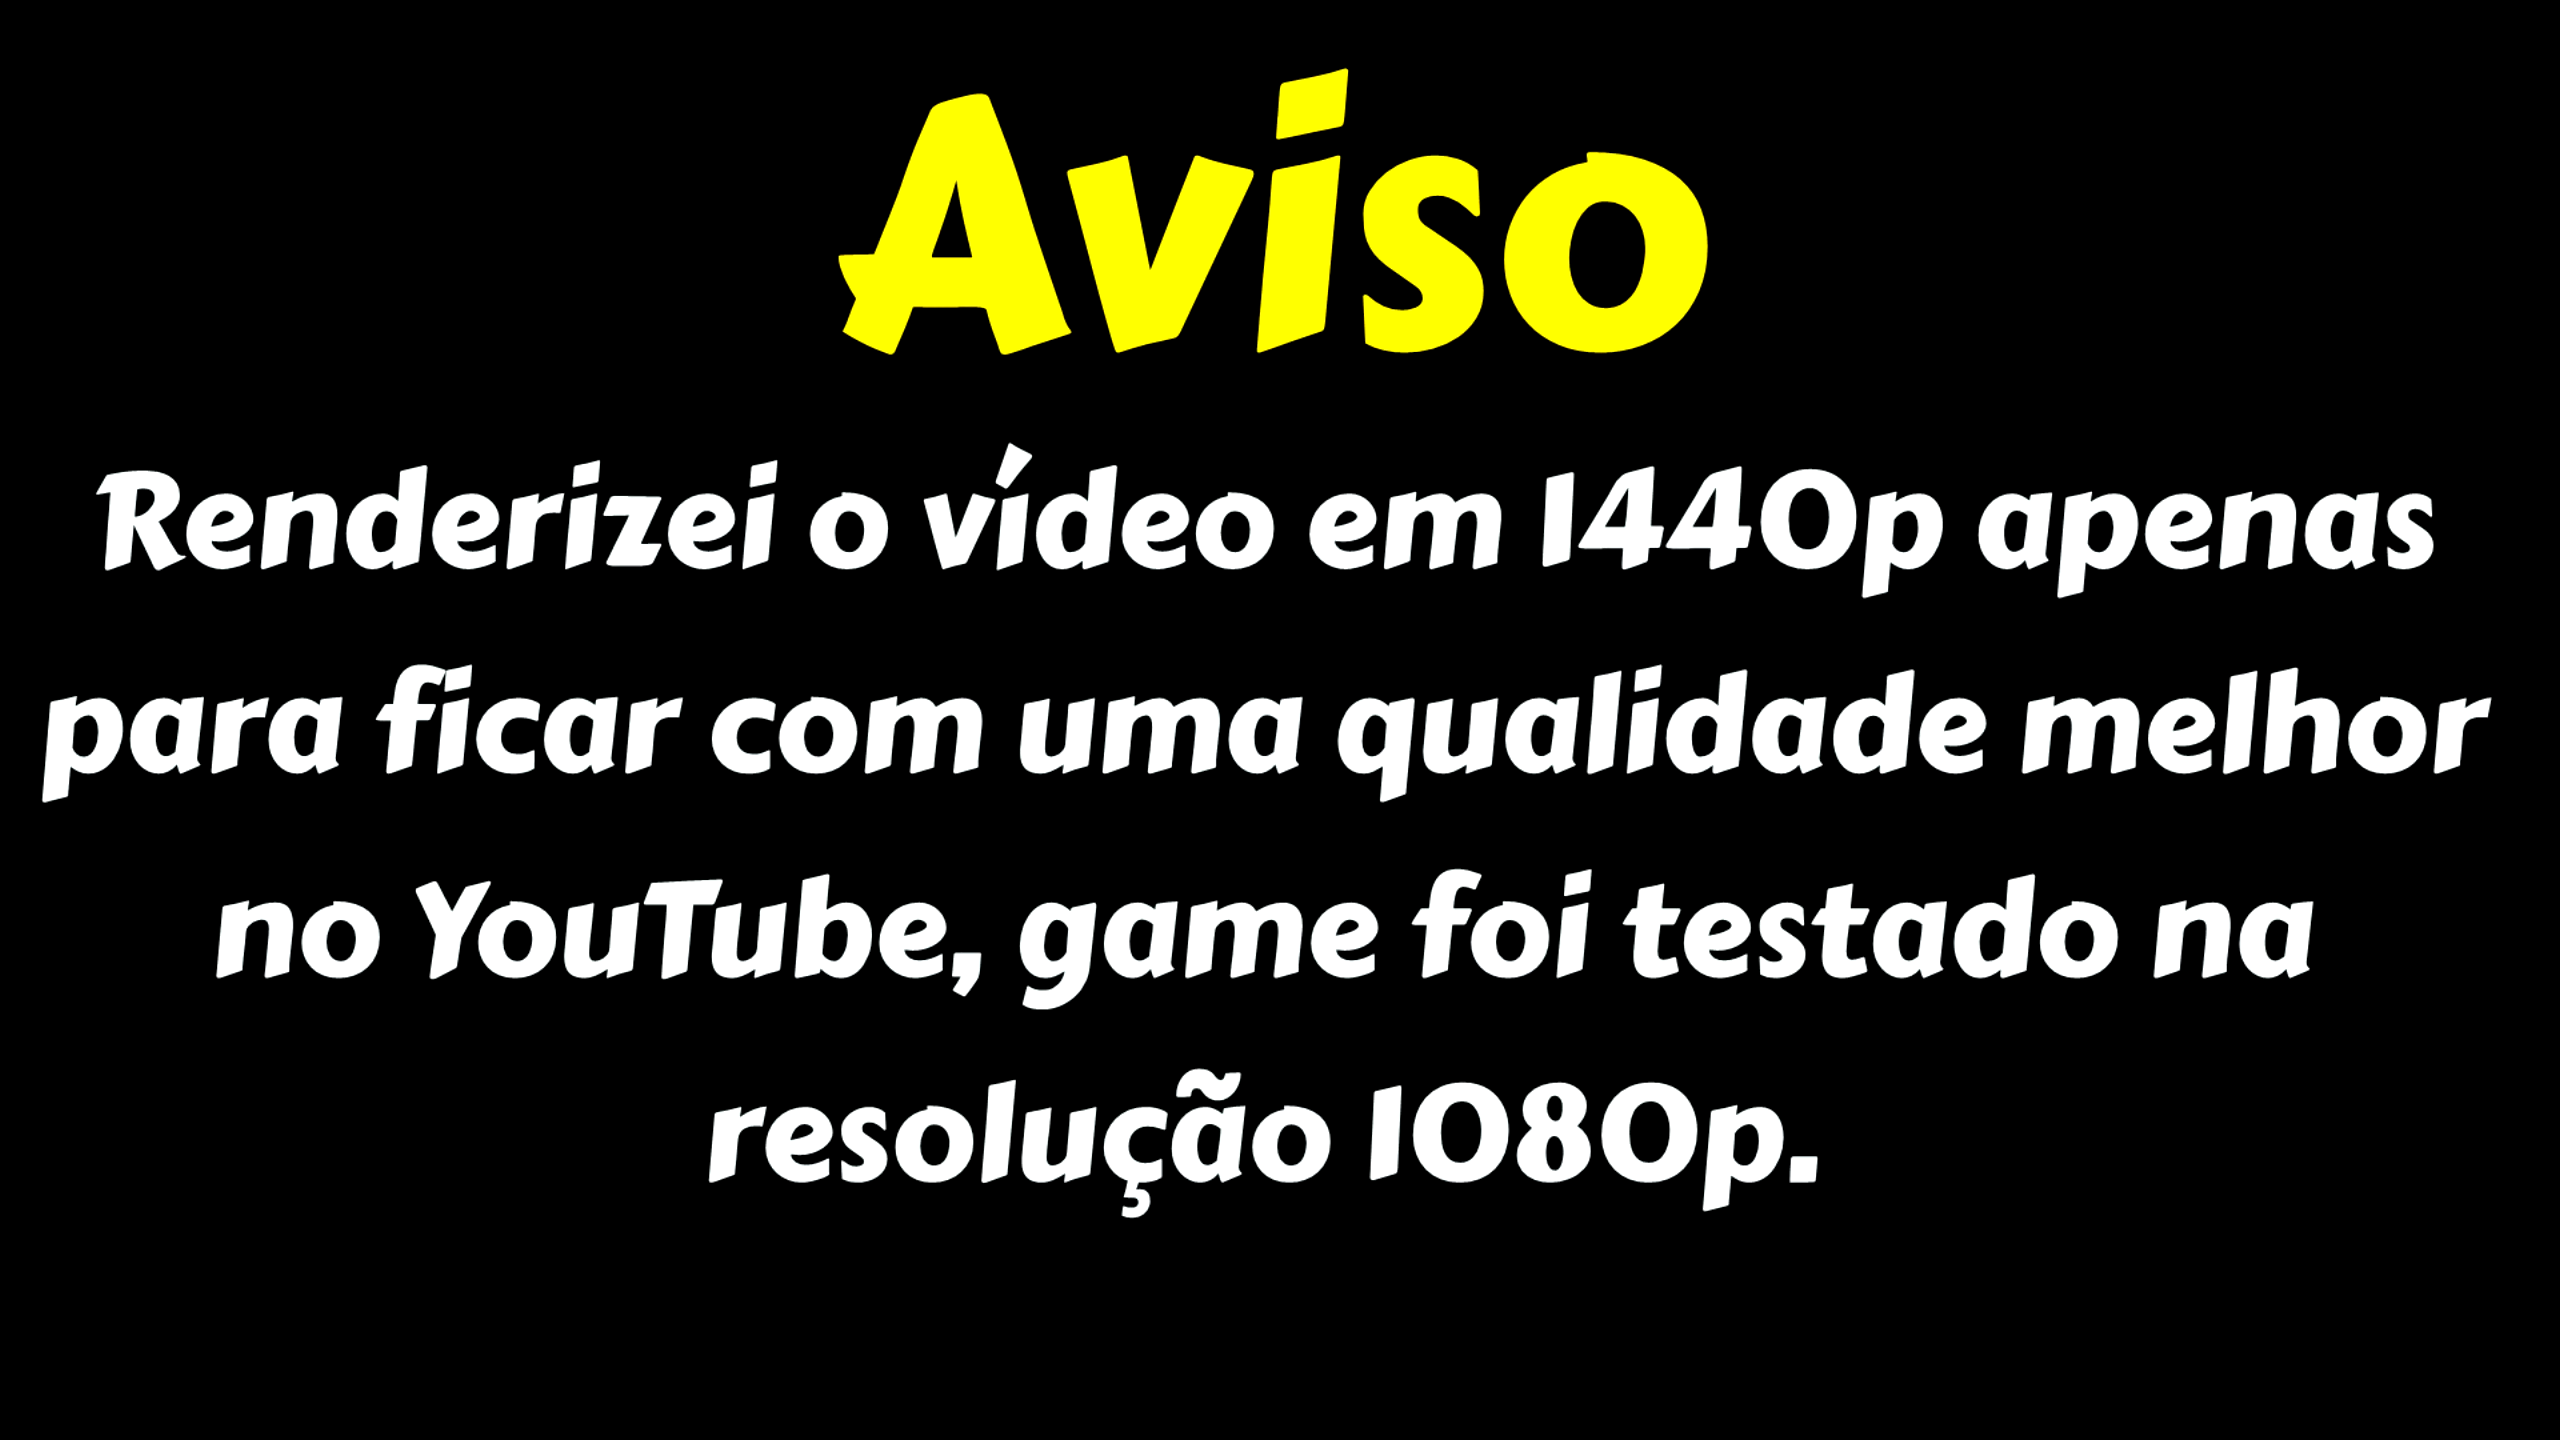 Aviso
Renderizei o vídeo em 1440p apenas
para ficar com uma qualidade melhor
no YouTube, game foi testado na
resolução 1080p.